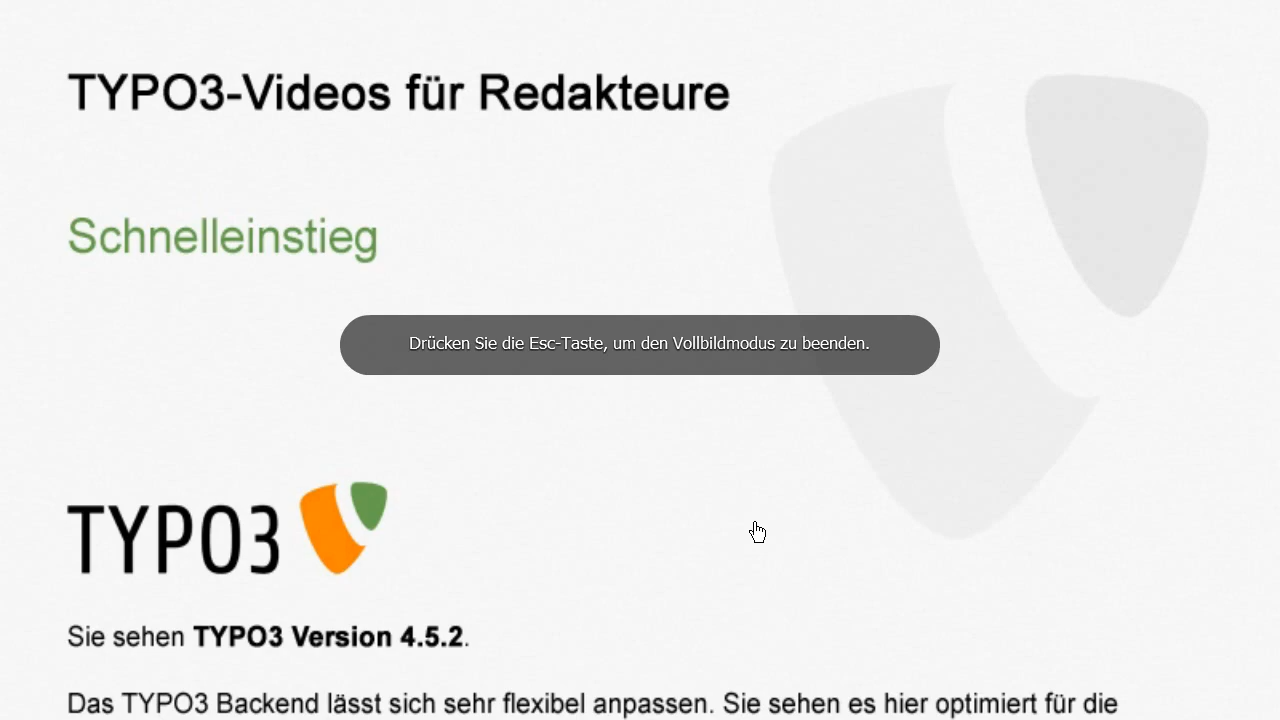 TYPO3-Videos für Redakteure
Schnelleinstieg
Drücken Sie die Esc-Taste, um den Vollbildmodus zu beenden.
TYPO3
Sie sehen TYPO3 Version 4.5.2.
Das TYPO3 Backend lässt sich sehr flexibel anpassen. Sie sehen es hier optimiert für die